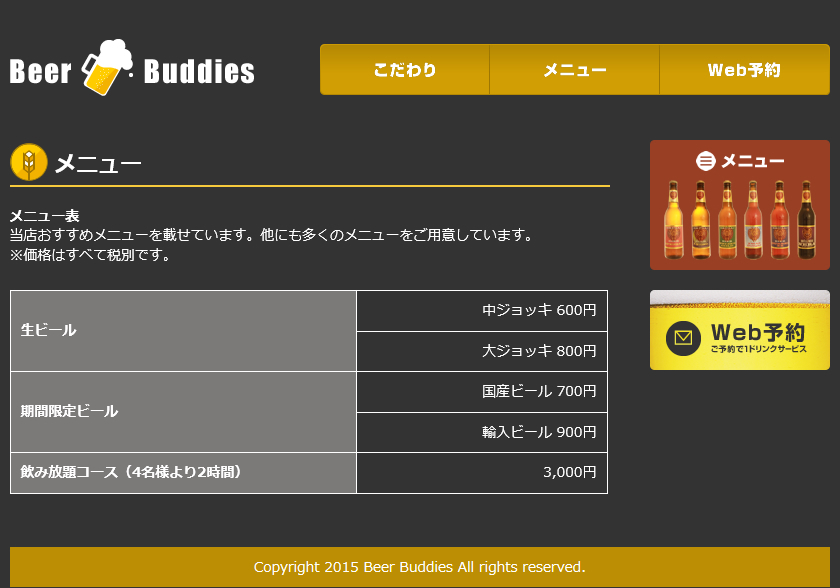 Beer Buddies
こだわり
メニュー
Web予約
メニュー
メニュー表
当店おすすめメニューを載せています。他にも多くのメニューをご用意しています。
※価格はすべて税別です。
生ビール
中ジョッキ 600円
大ジョッキ 800円
期間限定ビール
国産ビール 700円
輸入ビール 900円
飲み放題コース（4名様より2時間）
3,000円
メニュー
Web予約
ご予約で1ドリンクサービス
Copyright 2015 Beer Buddies All rights reserved.